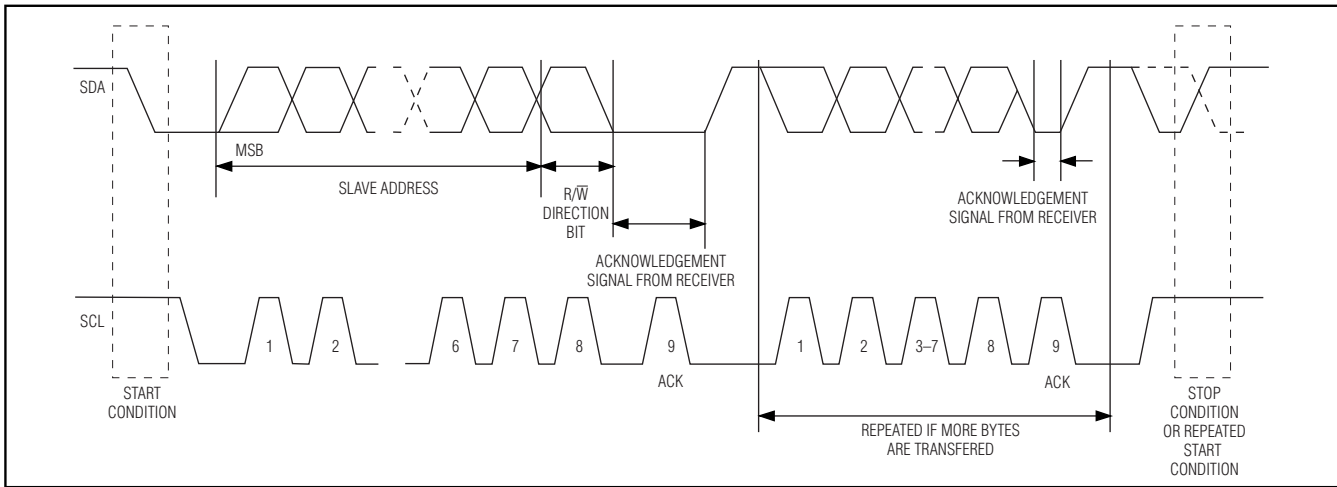 SDA
MSB
SLAVE ADDRESS
R/W̅
DIRECTION
BIT
ACKNOWLEDGEMENT
SIGNAL FROM RECEIVER
ACKNOWLEDGEMENT
SIGNAL FROM RECEIVER
SCL
1 2 6 7 8 9 1 2 3–7 8 9
ACK
ACK
START
CONDITION
REPEATED IF MORE BYTES
ARE TRANSFERED
STOP
CONDITION
OR REPEATED
START
CONDITION